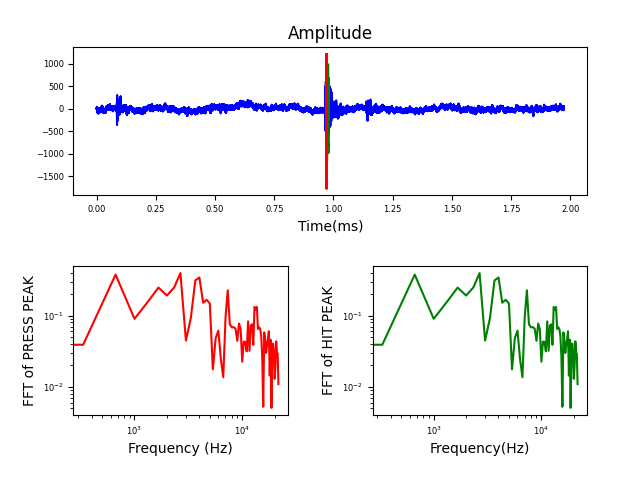 Amplitude
1000
500
0
−500
−1000
−1500
0.00 0.25 0.50 0.75 1.00 1.25 1.50 1.75 2.00
Time(ms)
FFT of PRESS PEAK
10⁻¹
10⁻²
10³ 10⁴
Frequency (Hz)
FFT of HIT PEAK
10⁻¹
10⁻²
10³ 10⁴
Frequency(Hz)